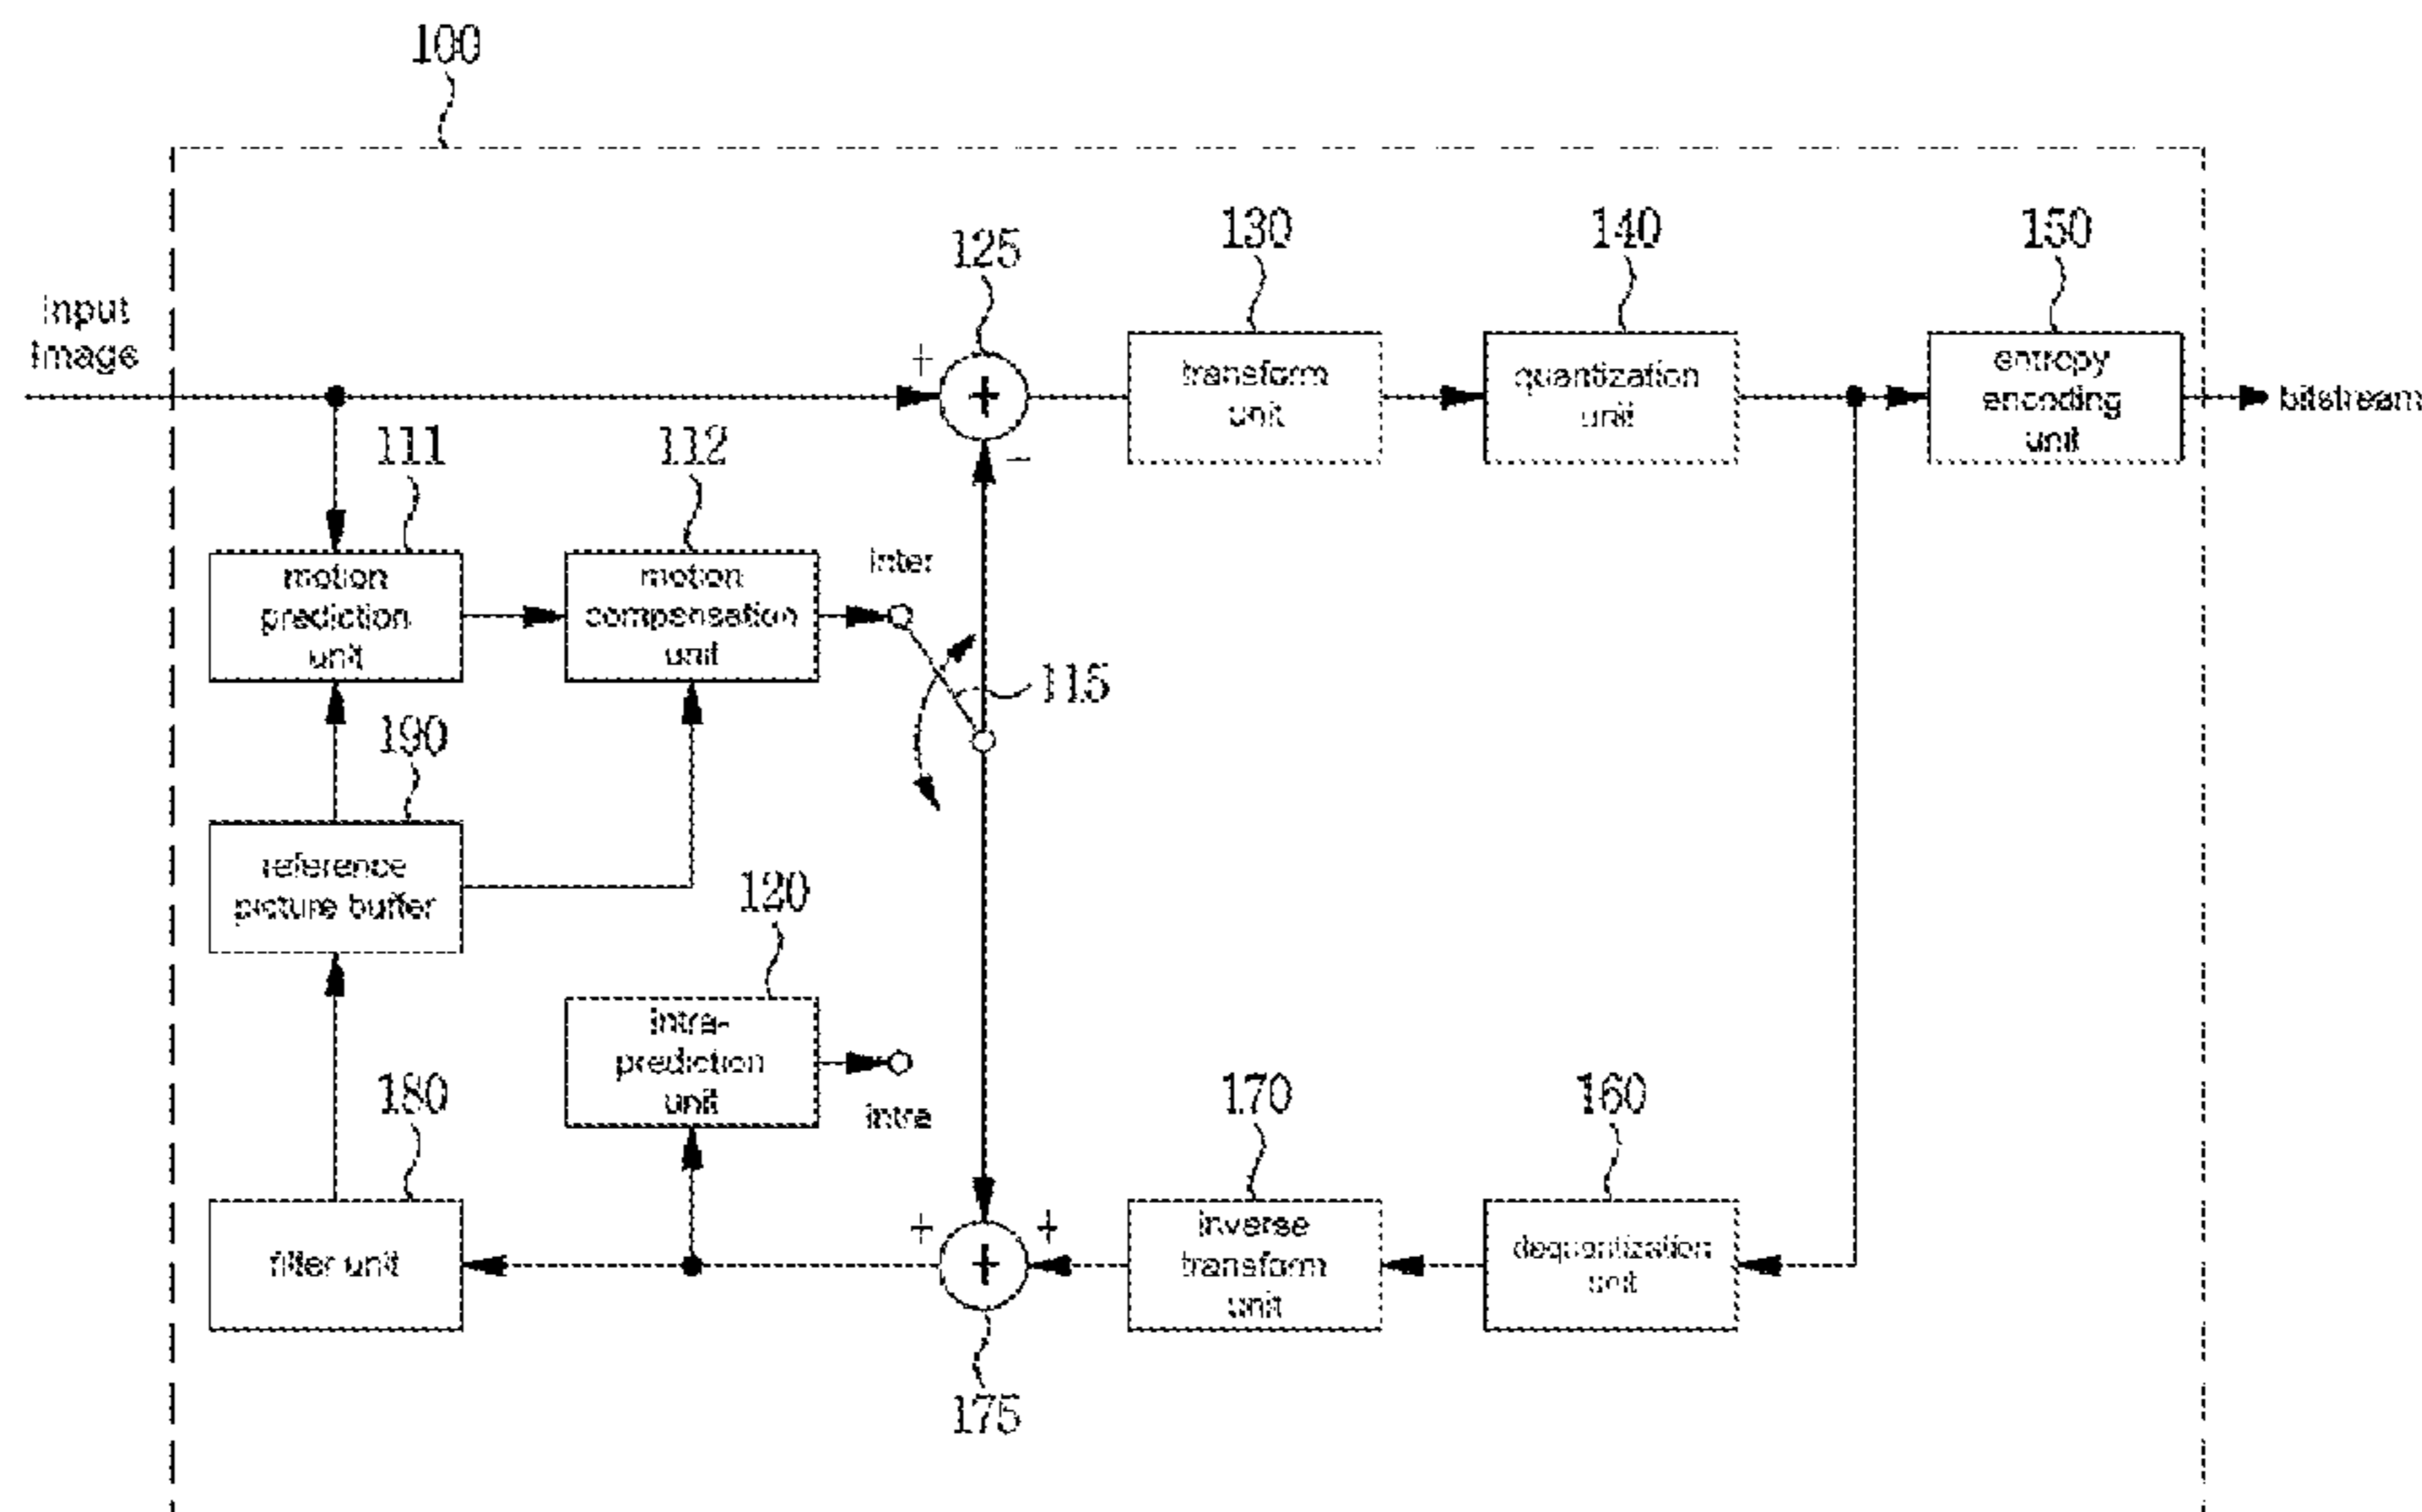 100
125
130
140
150
Input
Image
+
+
transform
unit
quantization
unit
entropy
encoding
unit
bitstream
−
111
112
motion
prediction
unit
motion
compensation
unit
inter
115
190
reference
picture buffer
120
intra-
prediction
unit
intra
180
170
160
filter unit
+
+
+
inverse
transform
unit
dequantization
unit
175